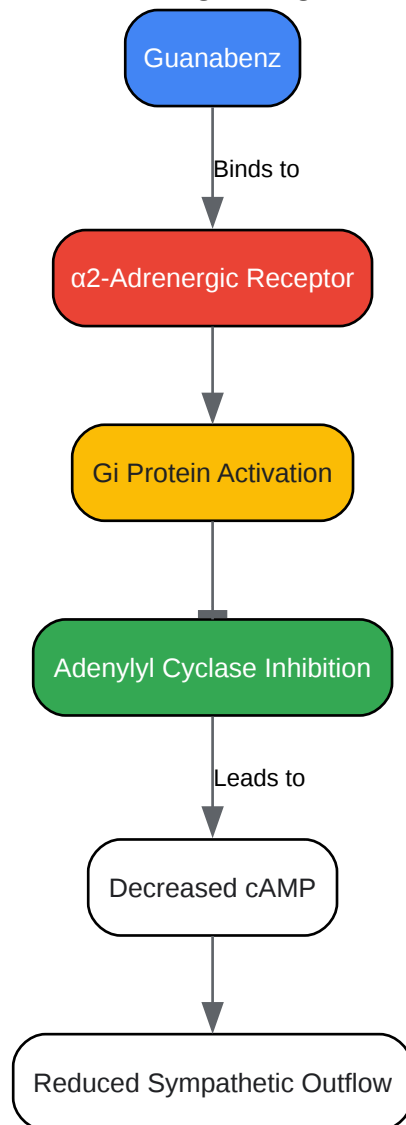 Guanabenz
Binds to
α2-Adrenergic Receptor
Gi Protein Activation
Adenylyl Cyclase Inhibition
Leads to
Decreased cAMP
Reduced Sympathetic Outflow